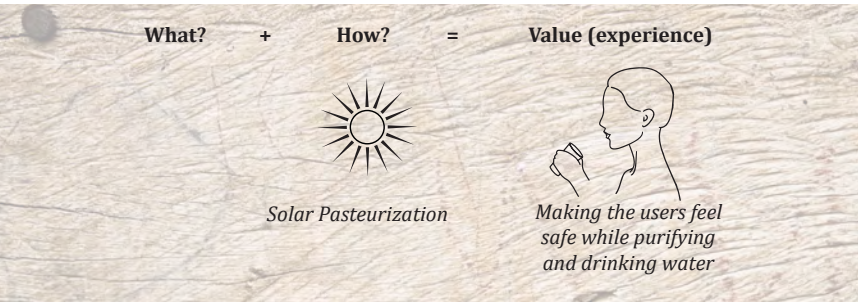 What? + How? = Value (experience)
Solar Pasteurization
Making the users feel
safe while purifying
and drinking water